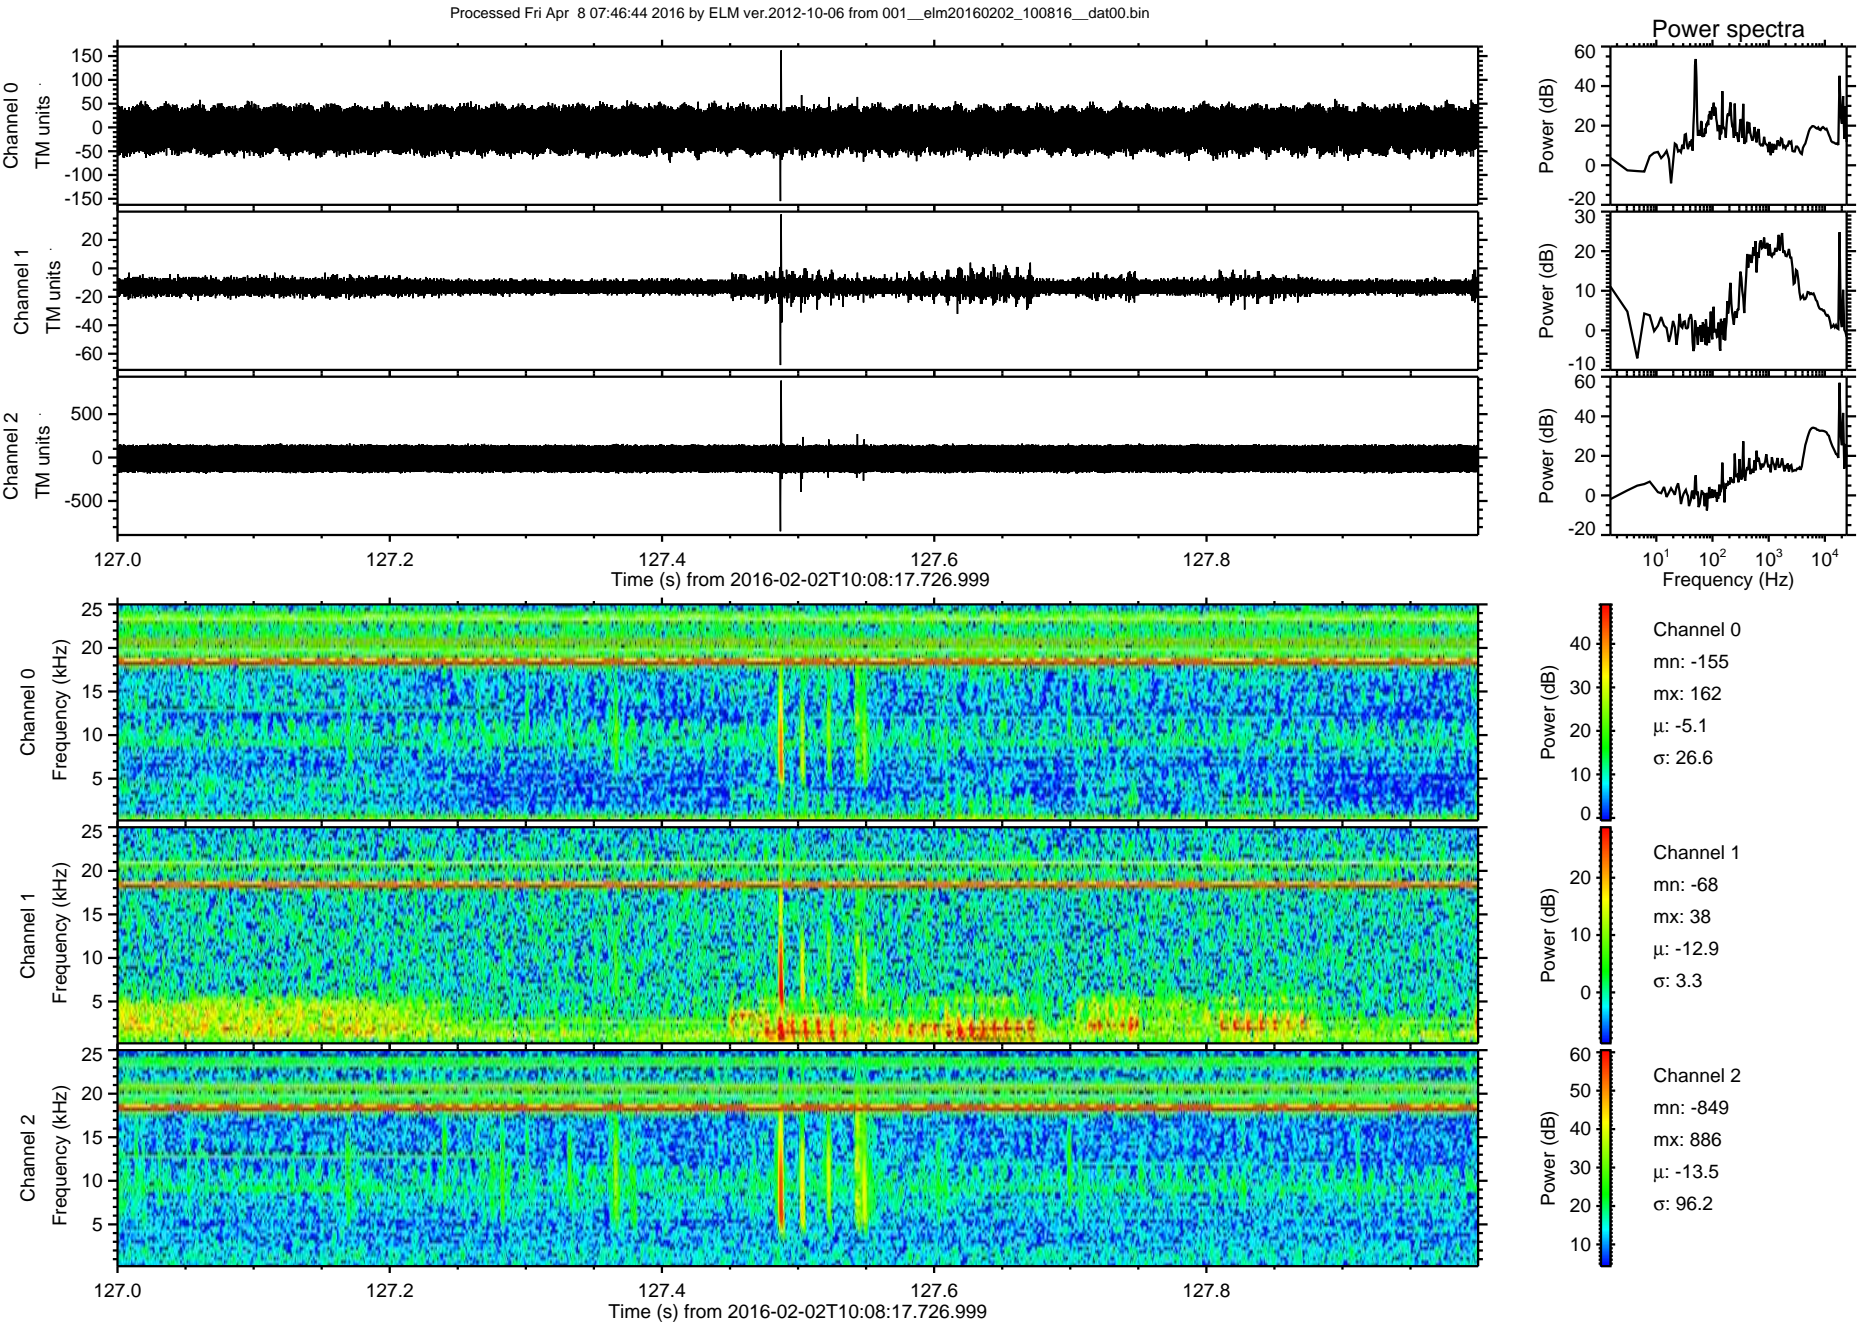 Processed Fri Apr  8 07:46:44 2016 by ELM ver.2012-10-06 from 001__elm20160202_100816__dat00.bin
Power spectra
Channel 0
TM units
150
100
50
0
-50
-100
-150
Power (dB)
60
40
20
0
-20
Channel 1
TM units
20
0
-20
-40
-60
Power (dB)
30
20
10
0
-10
Channel 2
TM units
500
0
-500
Power (dB)
60
40
20
0
-20
127.0 127.2 127.4 127.6 127.8
Time (s) from 2016-02-02T10:08:17.726.999
10¹ 10² 10³ 10⁴
Frequency (Hz)
Channel 0
Frequency (kHz)
25
20
15
10
5
Power (dB)
40
30
20
10
0
Channel 0
mn: -155
mx: 162
μ: -5.1
σ: 26.6
Channel 1
Frequency (kHz)
25
20
15
10
5
Power (dB)
20
10
0
Channel 1
mn: -68
mx: 38
μ: -12.9
σ: 3.3
Channel 2
Frequency (kHz)
25
20
15
10
5
Power (dB)
60
50
40
30
20
10
Channel 2
mn: -849
mx: 886
μ: -13.5
σ: 96.2
127.0 127.2 127.4 127.6 127.8
Time (s) from 2016-02-02T10:08:17.726.999